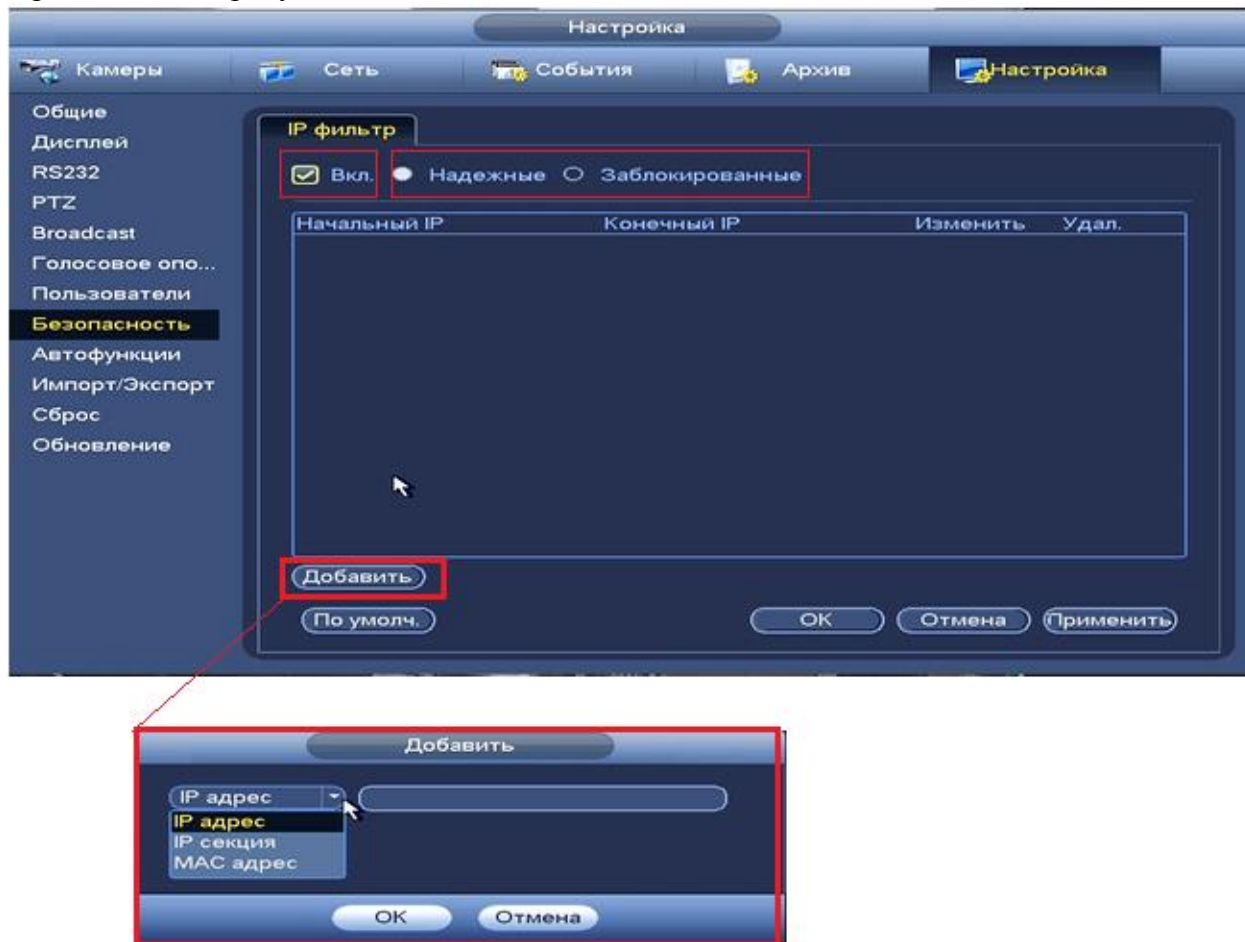 Настройка
Камеры Сеть События Архив Настройка
Общие
Дисплей
RS232
PTZ
Broadcast
Голосовое опо...
Пользователи
Безопасность
Автофункции
Импорт/Экспорт
Сброс
Обновление
IP фильтр
Вкл. Надежные Заблокированные
Начальный IP Конечный IP Изменить Удал.
Добавить
По умолч. OK Отмена Применить
Добавить
IP адрес
IP адрес
IP секция
MAC адрес
OK Отмена